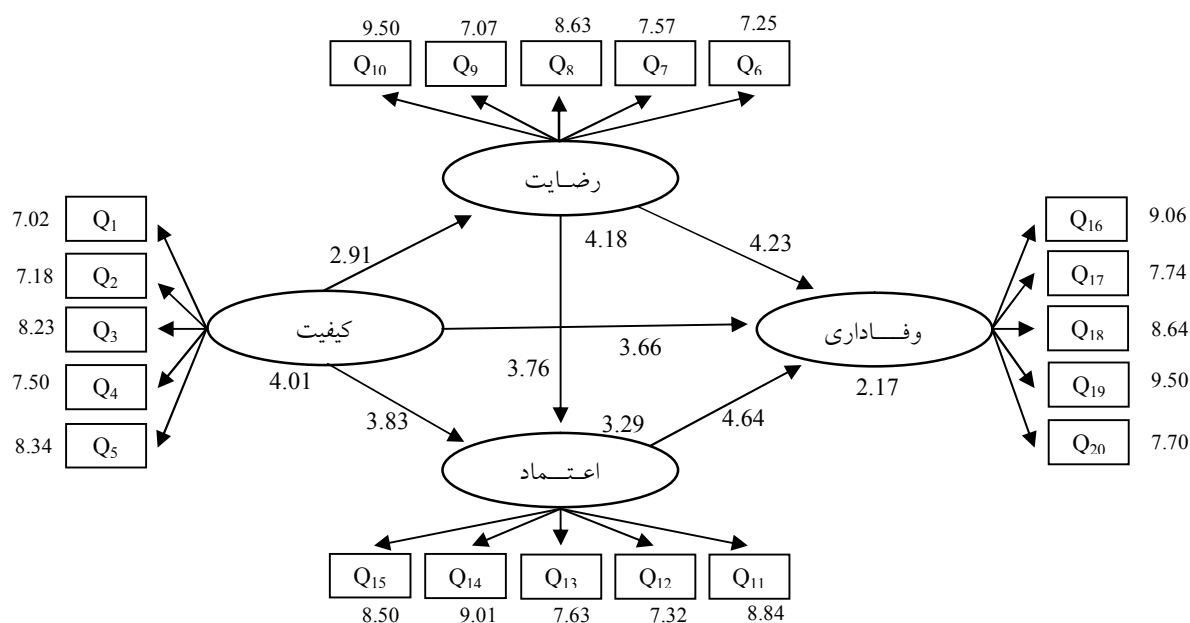 9.50 7.07 8.63 7.57 7.25
Q10 Q9 Q8 Q7 Q6
رضایت
7.02 Q1
Q16 9.06
4.18
4.23
2.91
7.18 Q2
Q17 7.74
8.23 Q3
کیفیت
3.66
وفاداری
Q18 8.64
7.50 Q4
4.01
3.76
2.17
Q19 9.50
3.83
3.29
4.64
8.34 Q5
Q20 7.70
اعتماد
Q15 Q14 Q13 Q12 Q11
8.50 9.01 7.63 7.32 8.84